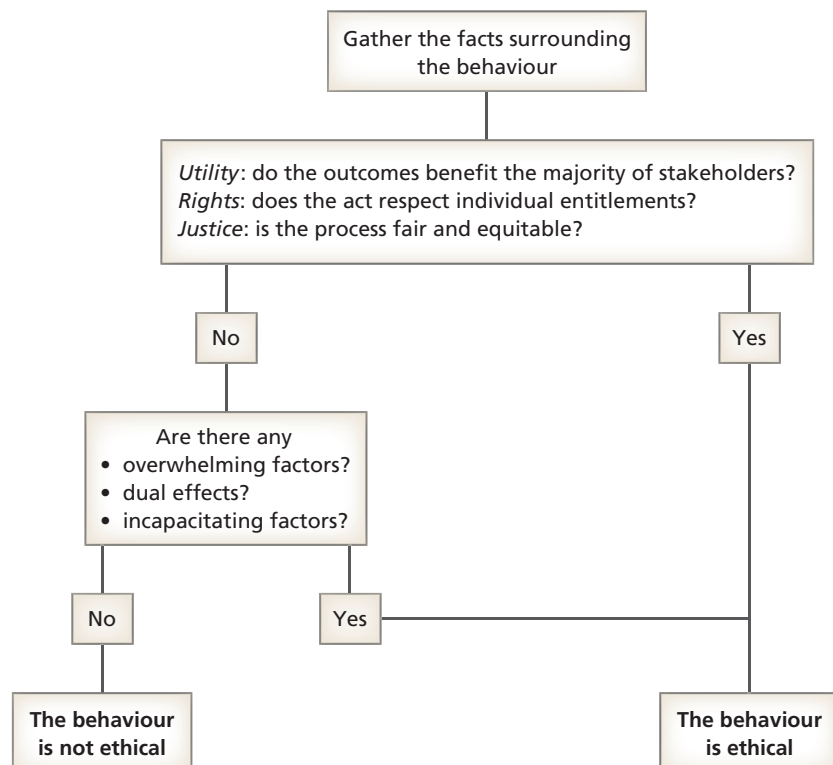 Gather the facts surrounding
the behaviour
Utility: do the outcomes benefit the majority of stakeholders?
Rights: does the act respect individual entitlements?
Justice: is the process fair and equitable?
No
Yes
Are there any
• overwhelming factors?
• dual effects?
• incapacitating factors?
No
Yes
The behaviour
is not ethical
The behaviour
is ethical